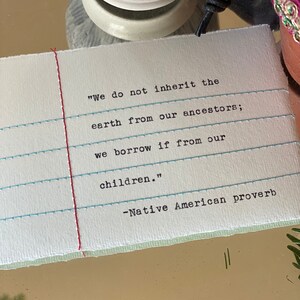 "We do not inherit the
earth from our ancestors;
we borrow if from our
children."
-Native American proverb